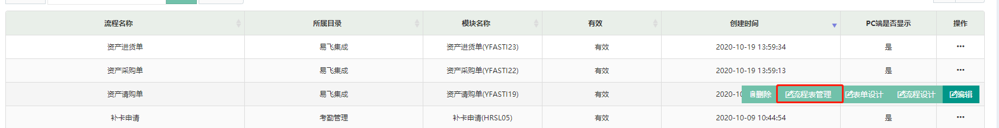 流程名称 所属目录 模块名称 有效 创建时间 PC端是否显示 操作
资产进货单 易飞集成 资产进货单(YFASTI23) 有效 2020-10-19 13:59:34 是 ···
资产采购单 易飞集成 资产采购单(YFASTI22) 有效 2020-10-19 13:59:13 是 ···
资产请购单 易飞集成 资产请购单(YFASTI19) 有效 2020-10 删除 流程表管理 表单设计 流程设计 编辑
补卡申请 考勤管理 补卡申请(HRSL05) 有效 2020-10-09 10:44:54 是 ···